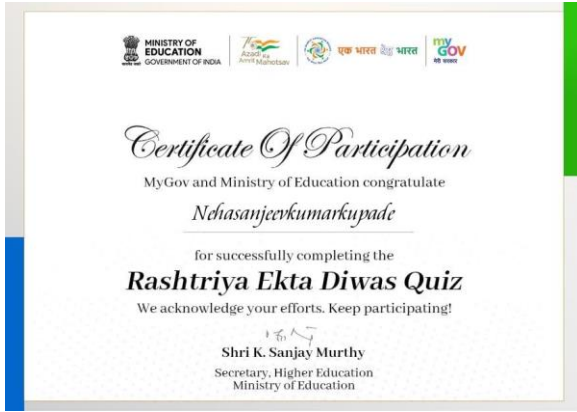 MINISTRY OF
EDUCATION
GOVERNMENT OF INDIA
Azadi Ka
Amrit Mahotsav
एक भारत श्रेष्ठ भारत
my
GOV
मेरी सरकार
Certificate Of Participation
MyGov and Ministry of Education congratulate
Nehasanjeevkumarkupade
for successfully completing the
Rashtriya Ekta Diwas Quiz
We acknowledge your efforts. Keep participating!
Shri K. Sanjay Murthy
Secretary, Higher Education
Ministry of Education